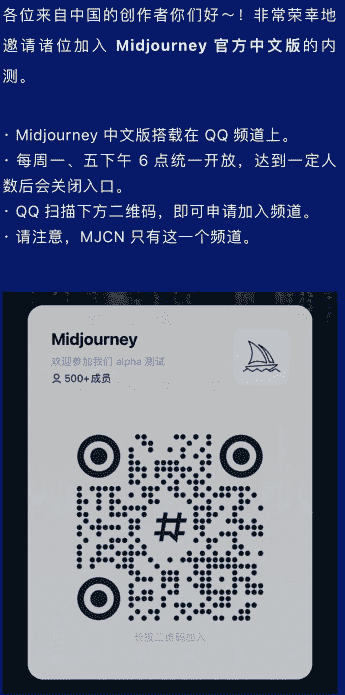 各位来自中国的创作者你们好～！非常荣幸地
邀请诸位加入 Midjourney 官方中文版的内
测。
· Midjourney 中文版搭载在 QQ 频道上。
· 每周一、五下午 6 点统一开放，达到一定人
数后会关闭入口。
· QQ 扫描下方二维码，即可申请加入频道。
· 请注意，MJCN 只有这一个频道。
Midjourney
欢迎参加我们 alpha 测试
500+成员
长按二维码加入